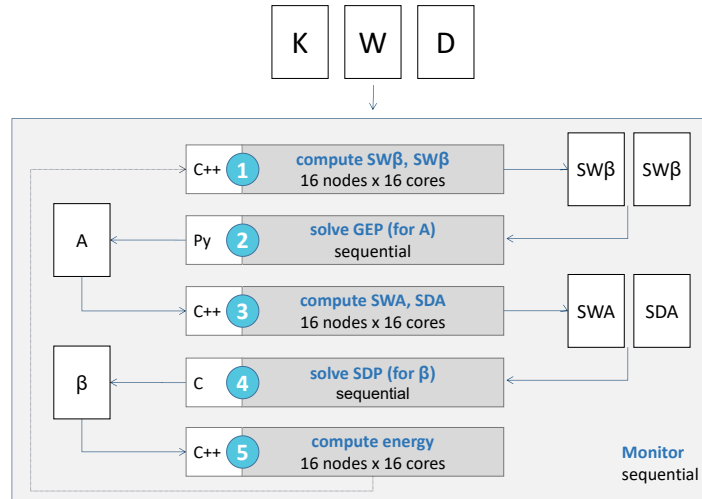 K W D
C++ 1 compute SWβ, SWβ
16 nodes x 16 cores
SWβ SWβ
A
Py 2 solve GEP (for A)
sequential
C++ 3 compute SWA, SDA
16 nodes x 16 cores
SWA SDA
β
C 4 solve SDP (for β)
sequential
C++ 5 compute energy
16 nodes x 16 cores
Monitor
sequential